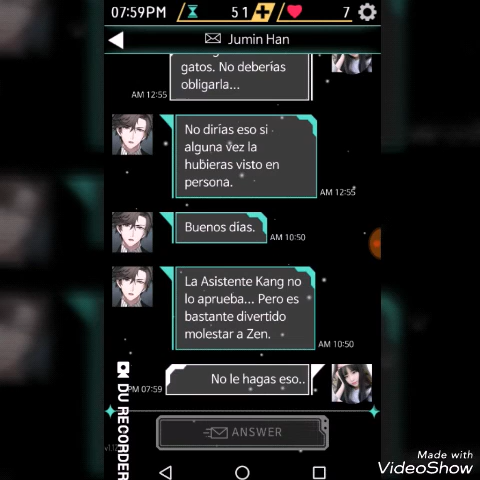 07:59PM
51
7
Jumin Han
gatos. No deberías
obligarla...
AM 12:55
No dirías eso si
alguna vez la
hubieras visto en
persona.
AM 12:55
Buenos días.
AM 10:50
La Asistente Kang no
lo aprueba... Pero es
bastante divertido
molestar a Zen.
AM 10:50
No le hagas eso..
PM 07:59
ANSWER
DU RECORDER
Made with
VideoShow